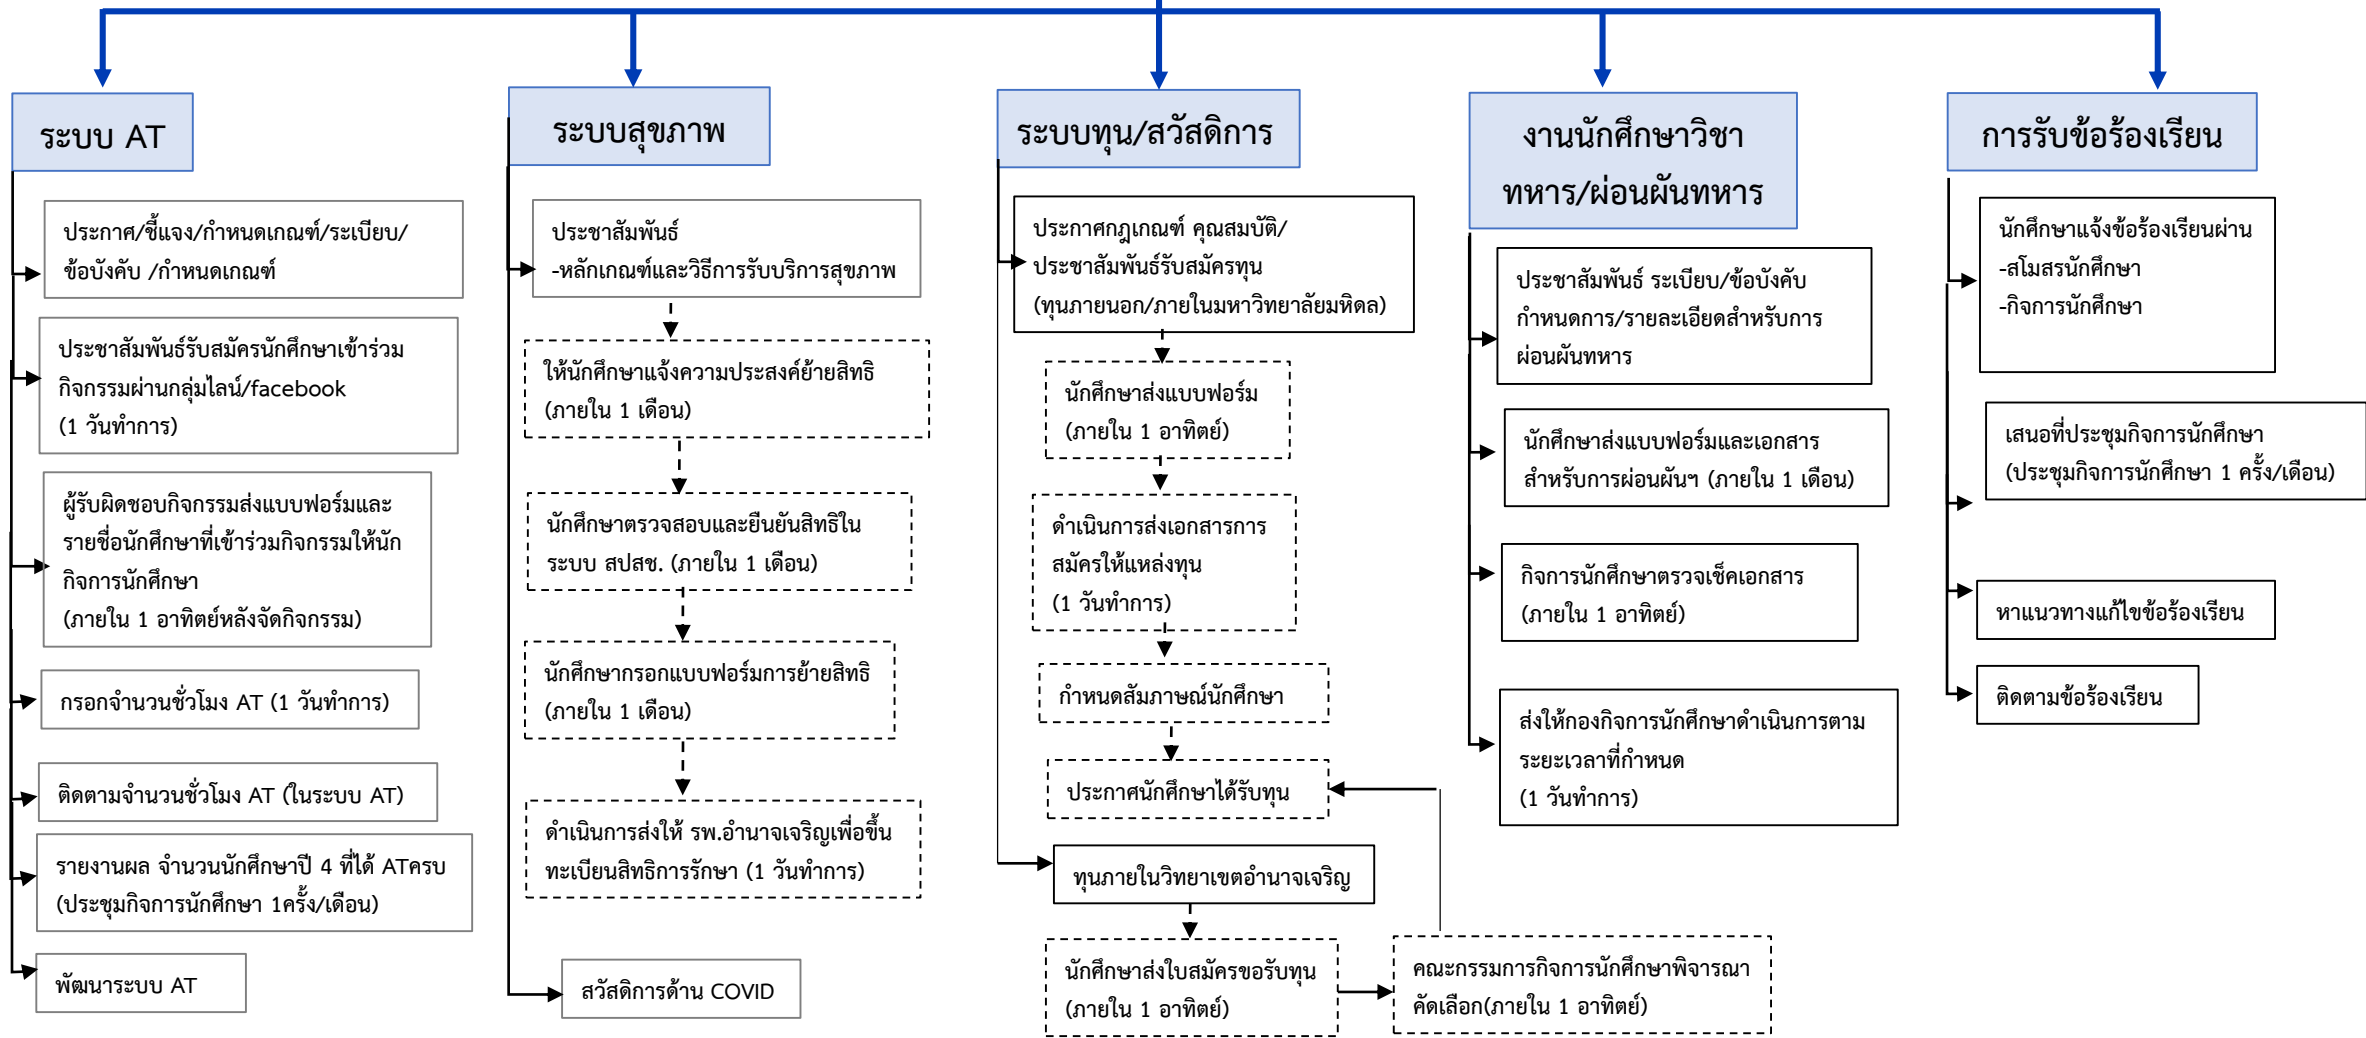 ระบบ AT
ประกาศ/ชี้แจง/กำหนดเกณฑ์/ระเบียบ/
ข้อบังคับ /กำหนดเกณฑ์
ประชาสัมพันธ์รับสมัครนักศึกษาเข้าร่วม
กิจกรรมผ่านกลุ่มไลน์/facebook
(1 วันทำการ)
ผู้รับผิดชอบกิจกรรมส่งแบบฟอร์มและ
รายชื่อนักศึกษาที่เข้าร่วมกิจกรรมให้นัก
กิจการนักศึกษา
(ภายใน 1 อาทิตย์หลังจัดกิจกรรม)
กรอกจำนวนชั่วโมง AT (1 วันทำการ)
ติดตามจำนวนชั่วโมง AT (ในระบบ AT)
รายงานผล จำนวนนักศึกษาปี 4 ที่ได้ ATครบ
(ประชุมกิจการนักศึกษา 1ครั้ง/เดือน)
พัฒนาระบบ AT
ระบบสุขภาพ
ประชาสัมพันธ์
-หลักเกณฑ์และวิธีการรับบริการสุขภาพ
ให้นักศึกษาแจ้งความประสงค์ย้ายสิทธิ
(ภายใน 1 เดือน)
นักศึกษาตรวจสอบและยืนยันสิทธิใน
ระบบ สปสช. (ภายใน 1 เดือน)
นักศึกษากรอกแบบฟอร์มการย้ายสิทธิ
(ภายใน 1 เดือน)
ดำเนินการส่งให้ รพ.อำนาจเจริญเพื่อขึ้น
ทะเบียนสิทธิการรักษา (1 วันทำการ)
สวัสดิการด้าน COVID
ระบบทุน/สวัสดิการ
ประกาศกฎเกณฑ์ คุณสมบัติ/
ประชาสัมพันธ์รับสมัครทุน
(ทุนภายนอก/ภายในมหาวิทยาลัยมหิดล)
นักศึกษาส่งแบบฟอร์ม
(ภายใน 1 อาทิตย์)
ดำเนินการส่งเอกสารการ
สมัครให้แหล่งทุน
(1 วันทำการ)
กำหนดสัมภาษณ์นักศึกษา
ประกาศนักศึกษาได้รับทุน
ทุนภายในวิทยาเขตอำนาจเจริญ
นักศึกษาส่งใบสมัครขอรับทุน
(ภายใน 1 อาทิตย์)
คณะกรรมการกิจการนักศึกษาพิจารณา
คัดเลือก(ภายใน 1 อาทิตย์)
งานนักศึกษาวิชา
ทหาร/ผ่อนผันทหาร
ประชาสัมพันธ์ ระเบียบ/ข้อบังคับ
กำหนดการ/รายละเอียดสำหรับการ
ผ่อนผันทหาร
นักศึกษาส่งแบบฟอร์มและเอกสาร
สำหรับการผ่อนผันฯ (ภายใน 1 เดือน)
กิจการนักศึกษาตรวจเช็คเอกสาร
(ภายใน 1 อาทิตย์)
ส่งให้กองกิจการนักศึกษาดำเนินการตาม
ระยะเวลาที่กำหนด
(1 วันทำการ)
การรับข้อร้องเรียน
นักศึกษาแจ้งข้อร้องเรียนผ่าน
-สโมสรนักศึกษา
-กิจการนักศึกษา
เสนอที่ประชุมกิจการนักศึกษา
(ประชุมกิจการนักศึกษา 1 ครั้ง/เดือน)
หาแนวทางแก้ไขข้อร้องเรียน
ติดตามข้อร้องเรียน